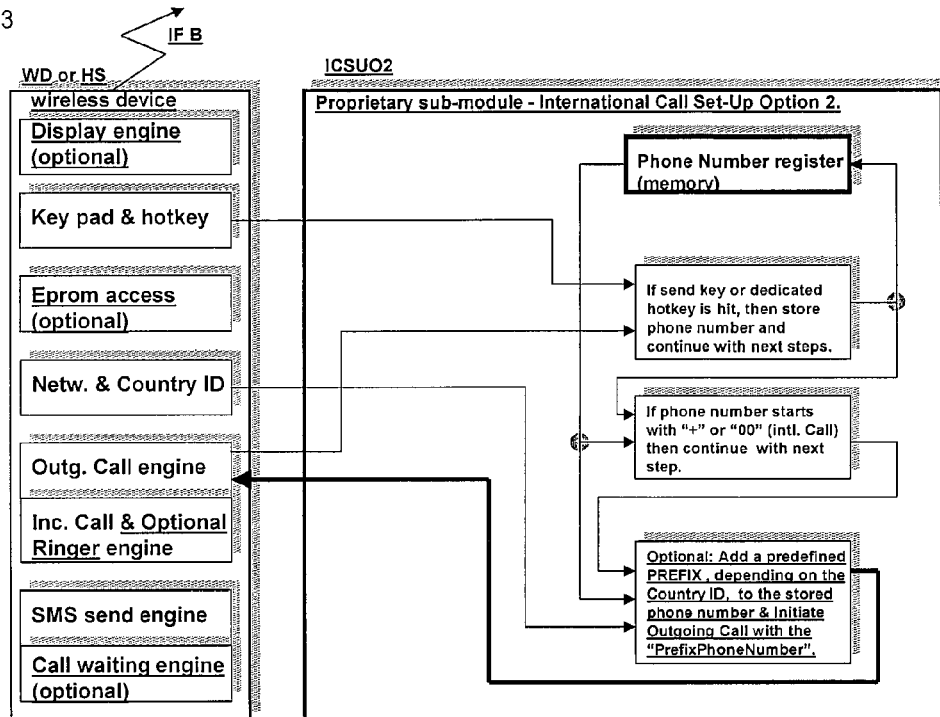 3
IF B
WD or HS
wireless device
Display engine
(optional)
Key pad & hotkey
Eprom access
(optional)
Netw. & Country ID
Outg. Call engine
Inc. Call & Optional
Ringer engine
SMS send engine
Call waiting engine
(optional)
ICSUO2
Proprietary sub-module - International Call Set-Up Option 2.
Phone Number register
(memory)
If send key or dedicated
hotkey is hit, then store
phone number and
continue with next steps.
If phone number starts
with “+” or “00” (intl. Call)
then continue with next
step.
Optional: Add a predefined
PREFIX , depending on the
Country ID, to the stored
phone number & Initiate
Outgoing Call with the
“PrefixPhoneNumber”.